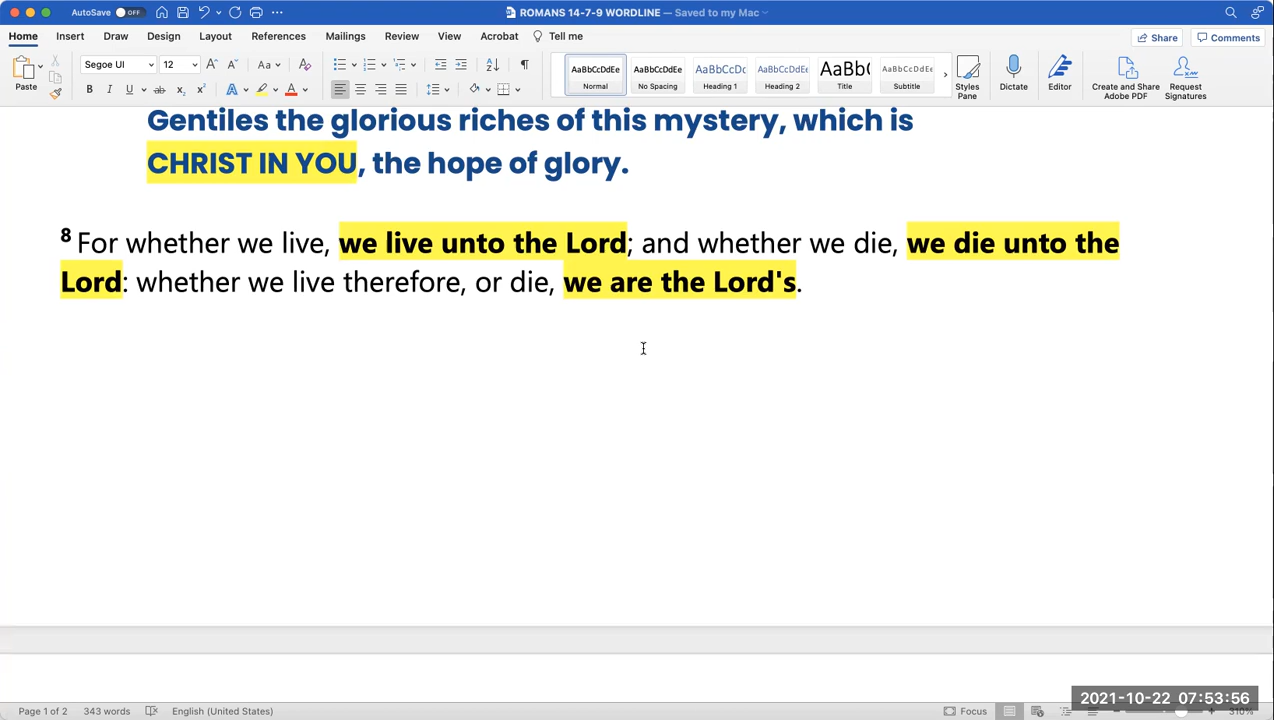 AutoSave OFF ROMANS 14-7-9 WORDLINE — Saved to my Mac
Home Insert Draw Design Layout References Mailings Review View Acrobat Tell me Share Comments
Paste Segoe UI 12 AaBbCcDdEe Normal AaBbCcDdEe No Spacing AaBbCcDc Heading 1 AaBbCcDdE Heading 2 AaBb( Title AaBbCcDdEe Subtitle Styles Pane Dictate Editor Create and Share Adobe PDF Request Signatures
Gentiles the glorious riches of this mystery, which is
CHRIST IN YOU, the hope of glory.
8 For whether we live, we live unto the Lord; and whether we die, we die unto the
Lord: whether we live therefore, or die, we are the Lord's.
2021-10-22 07:53:56
Page 1 of 2 343 words English (United States) Focus 310%